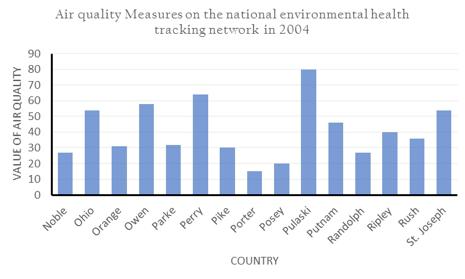 Air quality Measures on the national environmental health
tracking network in 2004
VALUE OF AIR QUALITY
90
80
70
60
50
40
30
20
10
0
Noble
Ohio
Orange
Owen
Parke
Perry
Pike
Porter
Posey
Pulaski
Putnam
Randolph
Ripley
Rush
St. Joseph
COUNTRY